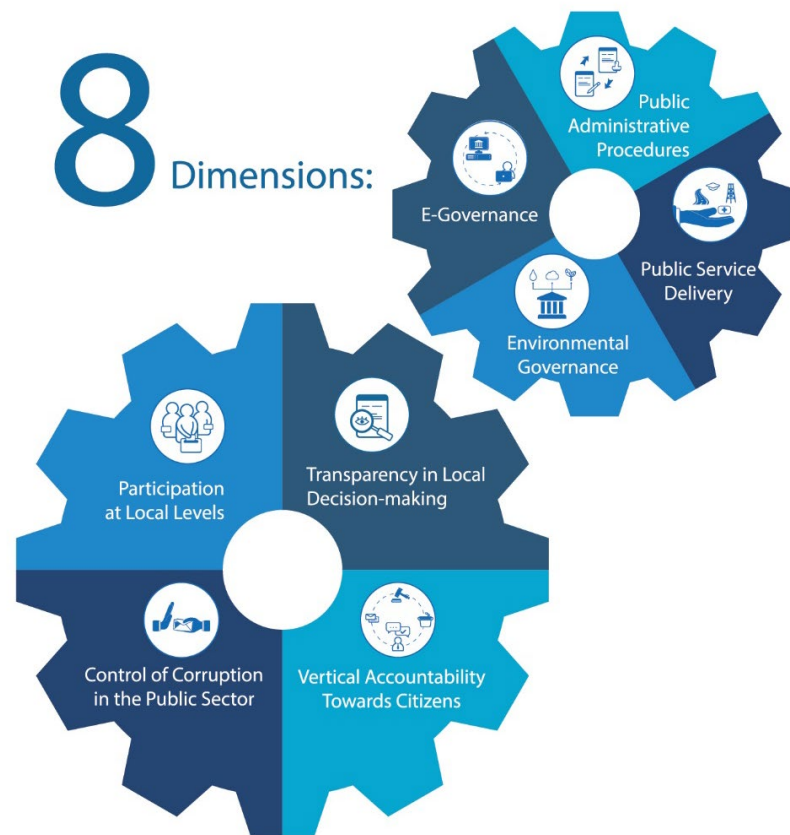 8 Dimensions:
Public
Administrative
Procedures
E-Governance
Public Service
Delivery
Environmental
Governance
Participation
at Local Levels
Transparency in Local
Decision-making
Control of Corruption
in the Public Sector
Vertical Accountability
Towards Citizens